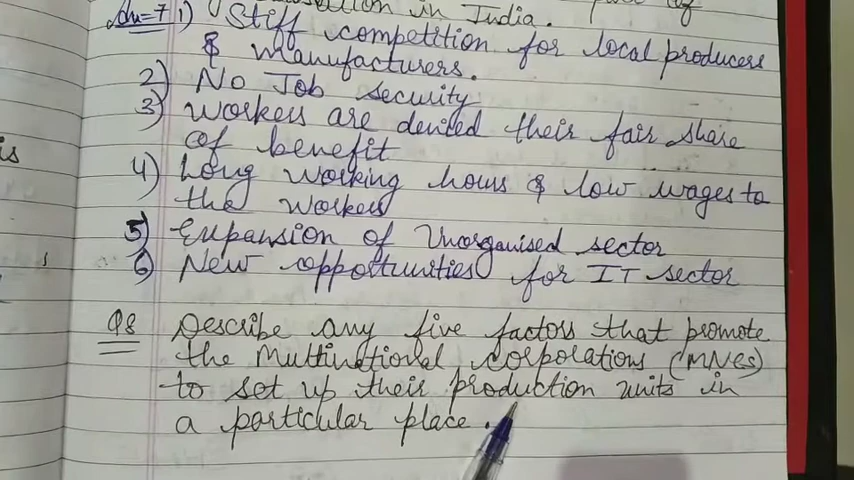 in India.
Ans=7 1) Stiff competition for local producers
& manufacturers.
2) No Job security
3) Workers are denied their fair share
of benefit
4) Long working hours & low wages to
the workers
5) Expansion of Unorganised sector
6) New opportunities for IT sector
Q8 Describe any five factors that promote
the Multinational corporations (MNCs)
to set up their production units in
a particular place.